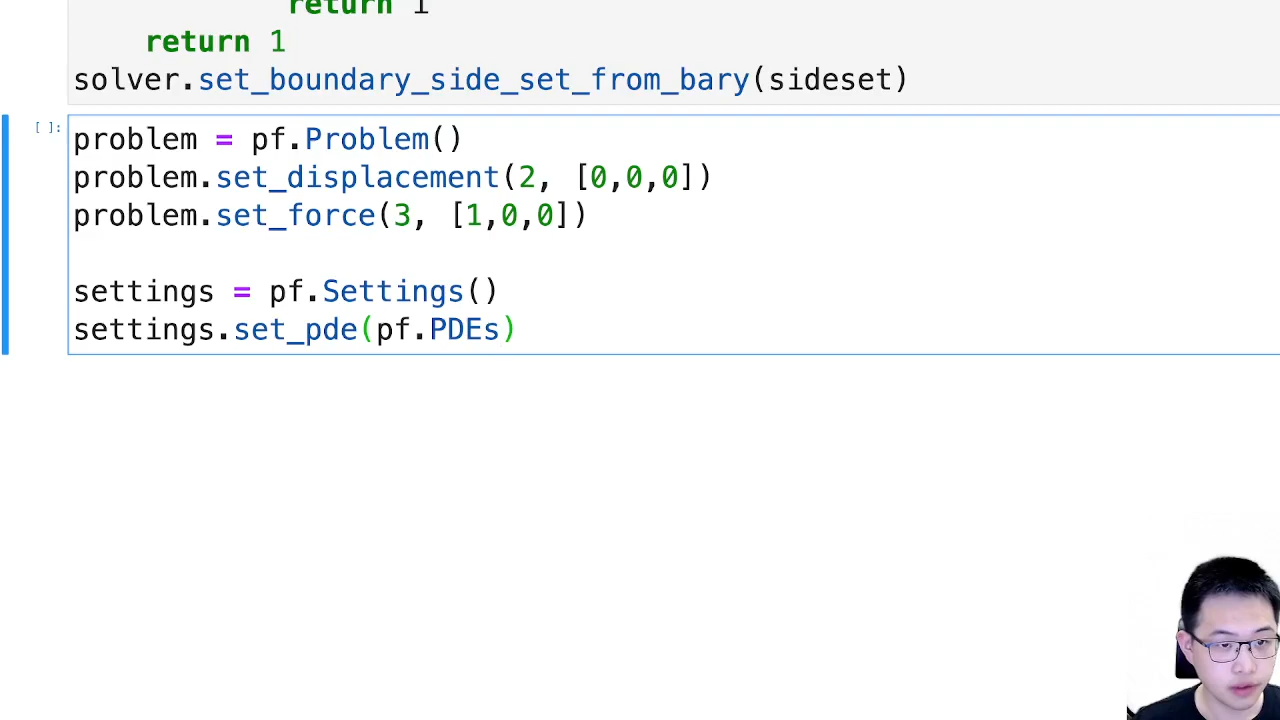 return 1
return 1
solver.set_boundary_side_set_from_bary(sideset)
[ ]:
problem = pf.Problem()
problem.set_displacement(2, [0,0,0])
problem.set_force(3, [1,0,0])
settings = pf.Settings()
settings.set_pde(pf.PDEs)